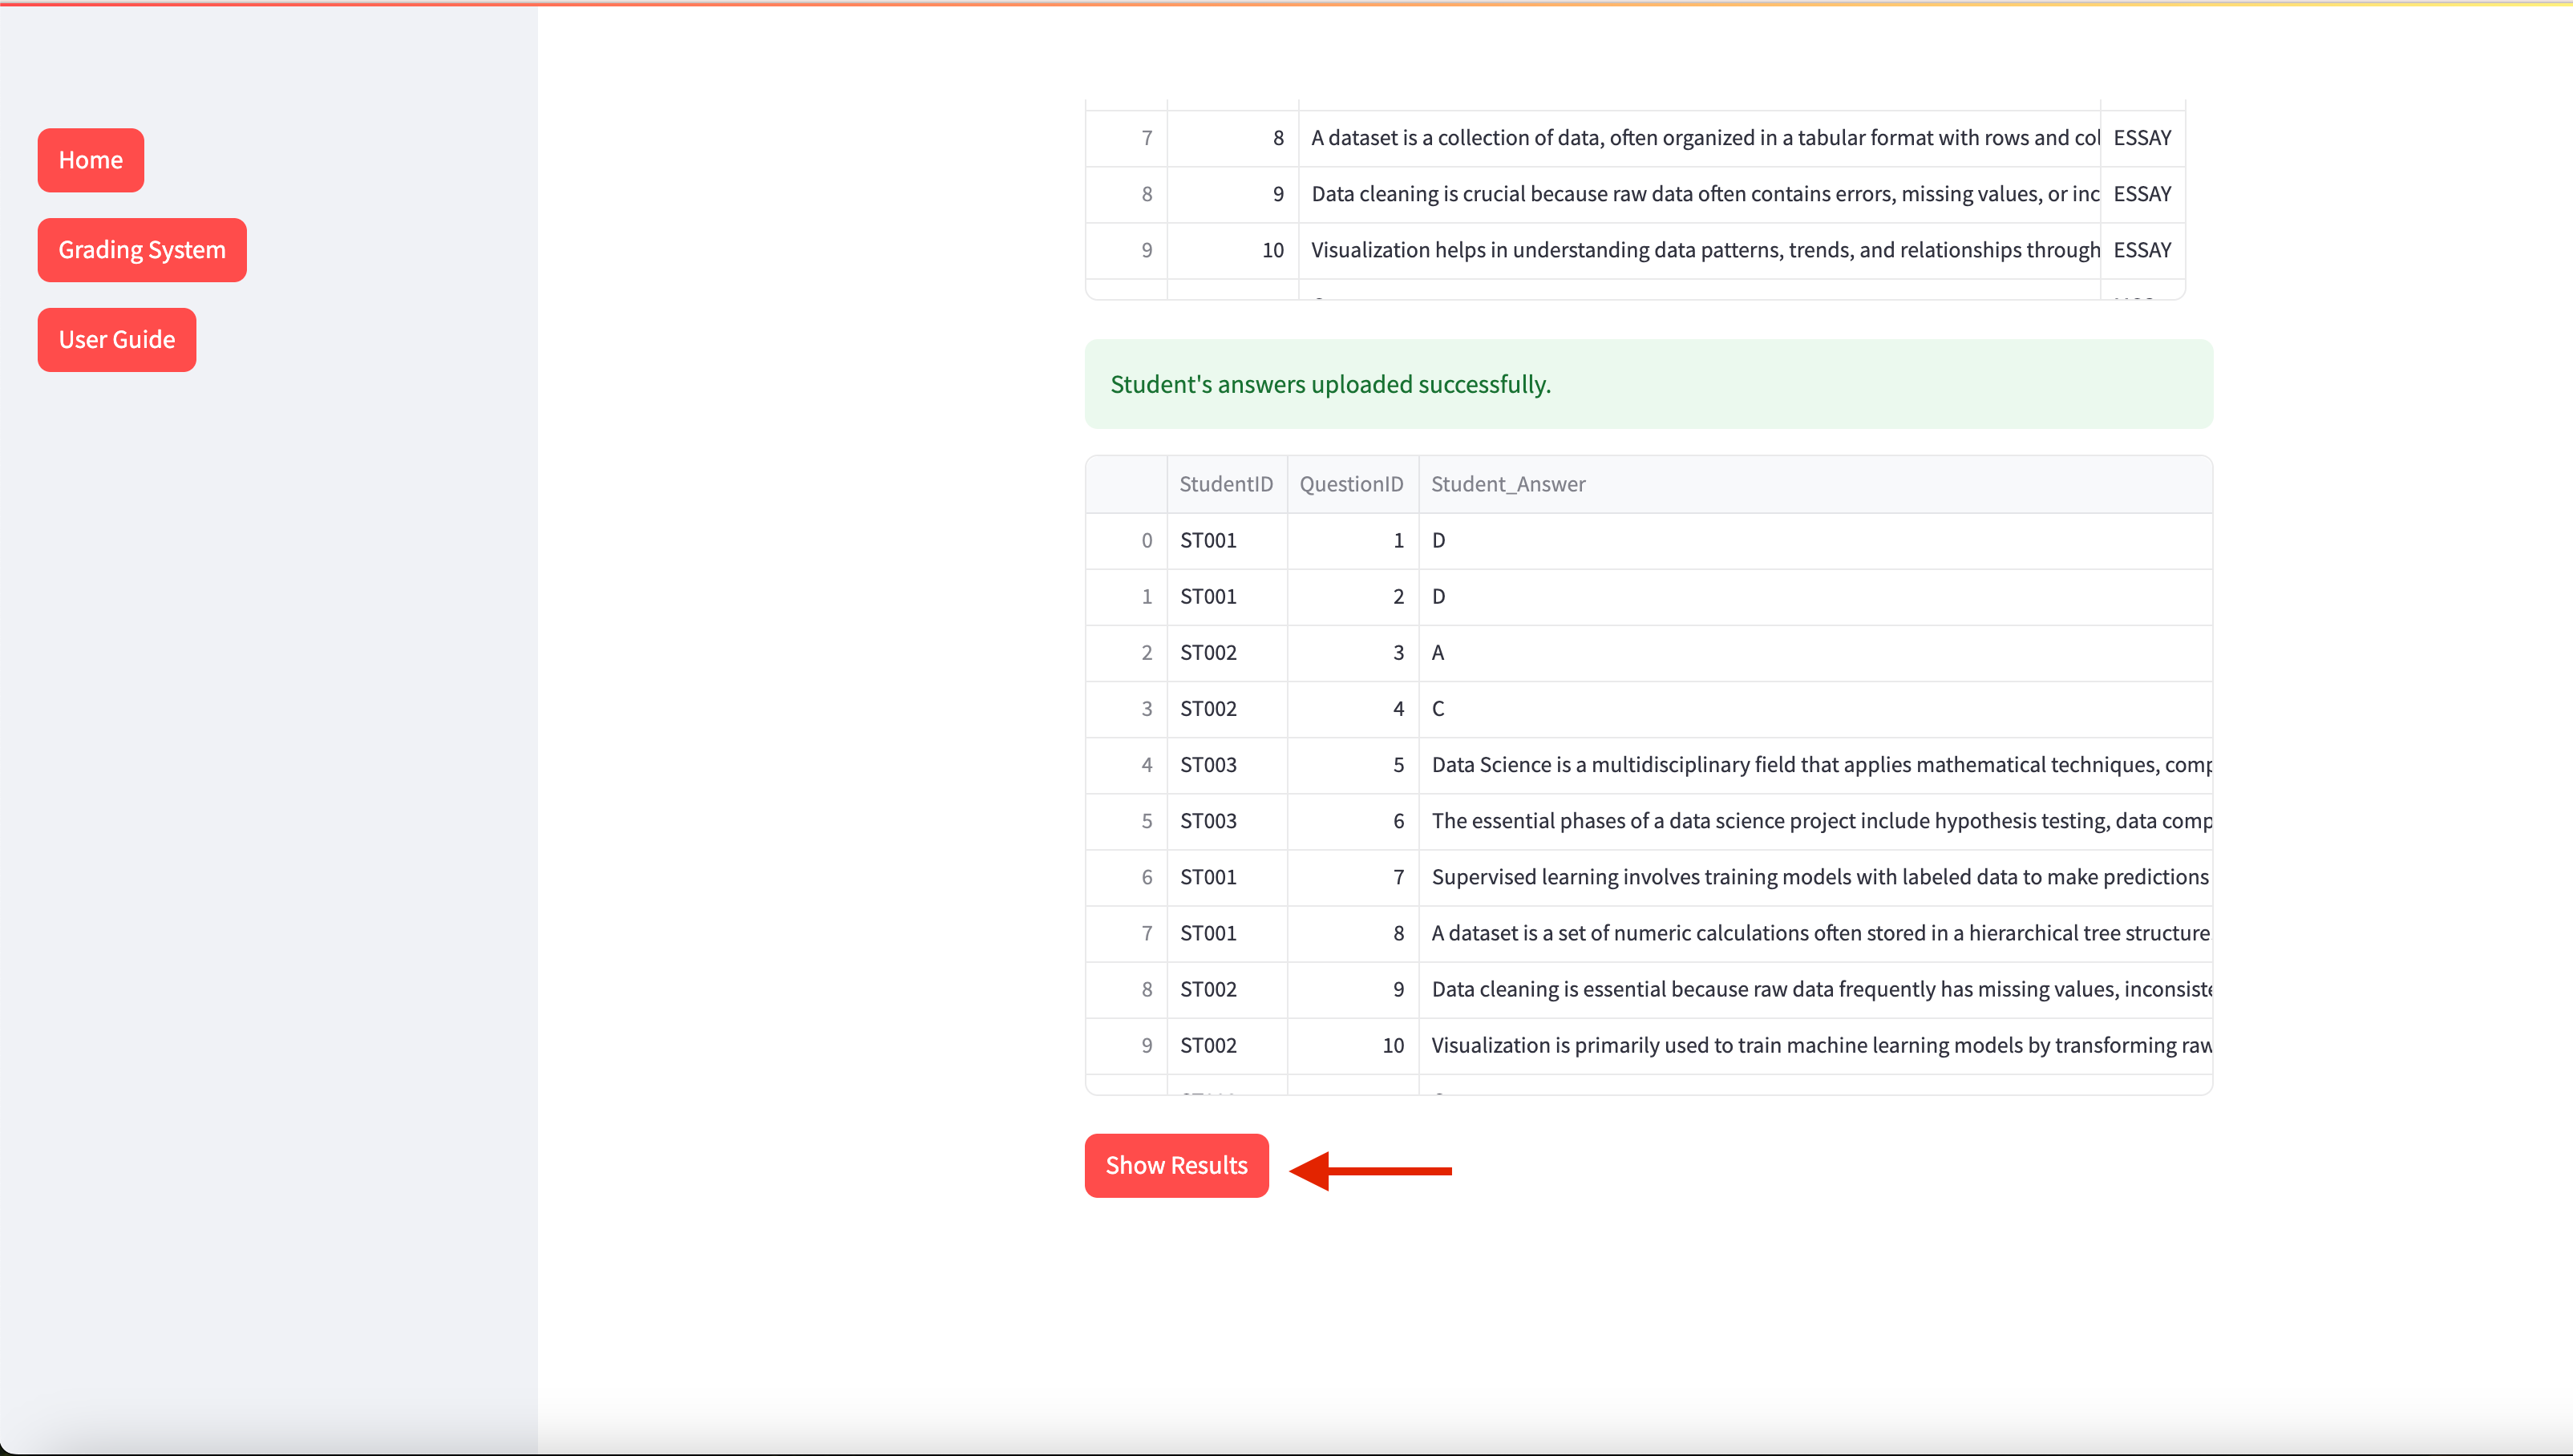 Home
Grading System
User Guide
7 8 A dataset is a collection of data, often organized in a tabular format with rows and col ESSAY
8 9 Data cleaning is crucial because raw data often contains errors, missing values, or inc ESSAY
9 10 Visualization helps in understanding data patterns, trends, and relationships through ESSAY
Student's answers uploaded successfully.
StudentID QuestionID Student_Answer
0 ST001 1 D
1 ST001 2 D
2 ST002 3 A
3 ST002 4 C
4 ST003 5 Data Science is a multidisciplinary field that applies mathematical techniques, comp
5 ST003 6 The essential phases of a data science project include hypothesis testing, data comp
6 ST001 7 Supervised learning involves training models with labeled data to make predictions
7 ST001 8 A dataset is a set of numeric calculations often stored in a hierarchical tree structure
8 ST002 9 Data cleaning is essential because raw data frequently has missing values, inconsiste
9 ST002 10 Visualization is primarily used to train machine learning models by transforming raw
Show Results